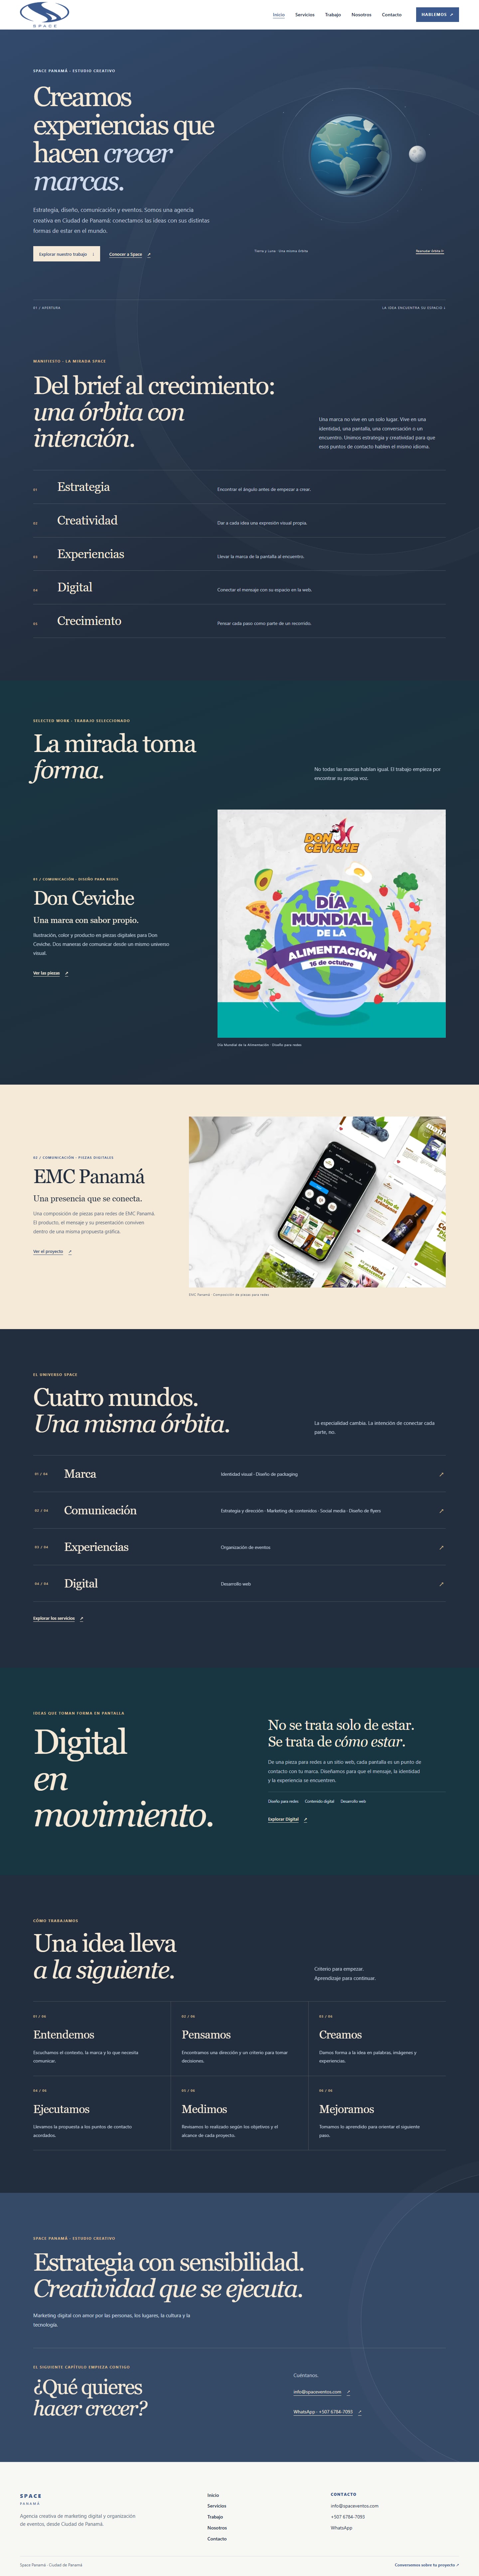 SPACE
Inicio
Servicios
Trabajo
Nosotros
Contacto
HABLEMOS ↗
SPACE PANAMÁ · ESTUDIO CREATIVO
Creamos
experiencias que
hacen crecer
marcas.
Estrategia, diseño, comunicación y eventos. Somos una agencia
creativa en Ciudad de Panamá: conectamos las ideas con sus distintas
formas de estar en el mundo.
Explorar nuestro trabajo ↓
Conocer a Space ↗
Tierra y Luna · Una misma órbita
01 / APERTURA
LA IDEA ENCUENTRA SU ESPACIO ↓
MANIFIESTO · LA MIRADA SPACE
Del brief al crecimiento:
una órbita con
intención.
Una marca no vive en un solo lugar. Vive en una
identidad, una pantalla, una conversación o un
encuentro. Unimos estrategia y creatividad para que
esos puntos de contacto hablen el mismo idioma.
01
Estrategia
Encontrar el ángulo antes de empezar a crear.
02
Creatividad
Dar a cada idea una expresión visual propia.
03
Experiencias
Llevar la marca de la pantalla al encuentro.
04
Digital
Conectar el mensaje con su espacio en la web.
05
Crecimiento
Pensar cada paso como parte de un recorrido.
SELECTED WORK · TRABAJO SELECCIONADO
La mirada toma
forma.
No todas las marcas hablan igual. El trabajo empieza por
encontrar su propia voz.
DON
CEVICHE
DÍA
MUNDIAL
DE LA
ALIMENTACIÓN
16 de octubre
01 / COMUNICACIÓN · DISEÑO PARA REDES
Don Ceviche
Una marca con sabor propio.
Ilustración, color y producto en piezas digitales para Don
Ceviche. Dos maneras de comunicar desde un mismo universo
visual.
Ver las piezas ↗
Día Mundial de la Alimentación · Diseño para redes
02 / COMUNICACIÓN · PIEZAS DIGITALES
EMC Panamá
Una presencia que se conecta.
Una composición de piezas para redes de EMC Panamá.
El producto, el mensaje y su presentación conviven
dentro de una misma propuesta gráfica.
Ver el proyecto ↗
EMC Panamá · Composición de piezas para redes
EL UNIVERSO SPACE
Cuatro mundos.
Una misma órbita.
La especialidad cambia. La intención de conectar cada
parte, no.
01 / 04
Marca
Identidad visual · Diseño de packaging
↗
02 / 04
Comunicación
Estrategia y dirección · Marketing de contenidos · Social media · Diseño de flyers
↗
03 / 04
Experiencias
Organización de eventos
↗
04 / 04
Digital
Desarrollo web
↗
Explorar los servicios ↗
IDEAS QUE TOMAN FORMA EN PANTALLA
Digital
en
movimiento.
No se trata solo de estar.
Se trata de cómo estar.
De una pieza para redes a un sitio web, cada pantalla es un punto de
contacto con tu marca. Diseñamos para que el mensaje, la identidad
y la experiencia se encuentren.
Diseño para redes
Contenido digital
Desarrollo web
Explorar Digital ↗
CÓMO TRABAJAMOS
Una idea lleva
a la siguiente.
Criterio para empezar.
Aprendizaje para continuar.
01 / 06
Entendemos
Escuchamos el contexto, la marca y lo que necesita
comunicar.
02 / 06
Pensamos
Encontramos una dirección y un criterio para tomar
decisiones.
03 / 06
Creamos
Damos forma a la idea en palabras, imágenes y
experiencias.
04 / 06
Ejecutamos
Llevamos la propuesta a los puntos de contacto
acordados.
05 / 06
Medimos
Revisamos lo realizado según los objetivos y el
alcance de cada proyecto.
06 / 06
Mejoramos
Tomamos lo aprendido para orientar el siguiente
paso.
SPACE PANAMÁ · ESTUDIO CREATIVO
Estrategia con sensibilidad.
Creatividad que se ejecuta.
Marketing digital con amor por las personas, los lugares, la cultura y la
tecnología.
EL SIGUIENTE CAPÍTULO EMPIEZA CONTIGO
¿Qué quieres
hacer crecer?
Cuéntanos.
info@spaceventos.com ↗
WhatsApp · +507 6784-7093 ↗
SPACE
PANAMÁ
Agencia creativa de marketing digital y organización
de eventos, desde Ciudad de Panamá.
Inicio
Servicios
Trabajo
Nosotros
Contacto
CONTACTO
info@spaceventos.com
+507 6784-7093
WhatsApp
Space Panamá · Ciudad de Panamá
Conversemos sobre tu proyecto ↗